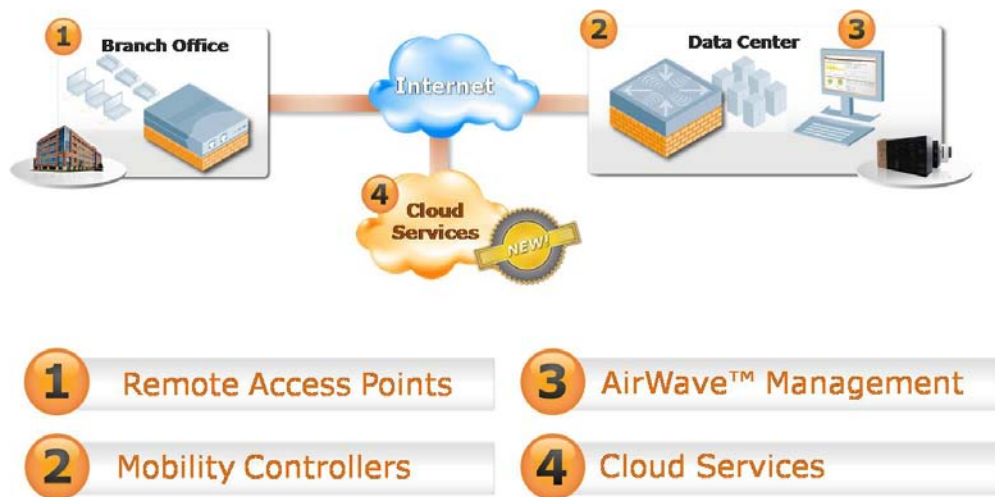 1
Branch Office
Internet
2
Data Center
3
4
Cloud
Services
NEW!
1 Remote Access Points
3 AirWave™ Management
2 Mobility Controllers
4 Cloud Services